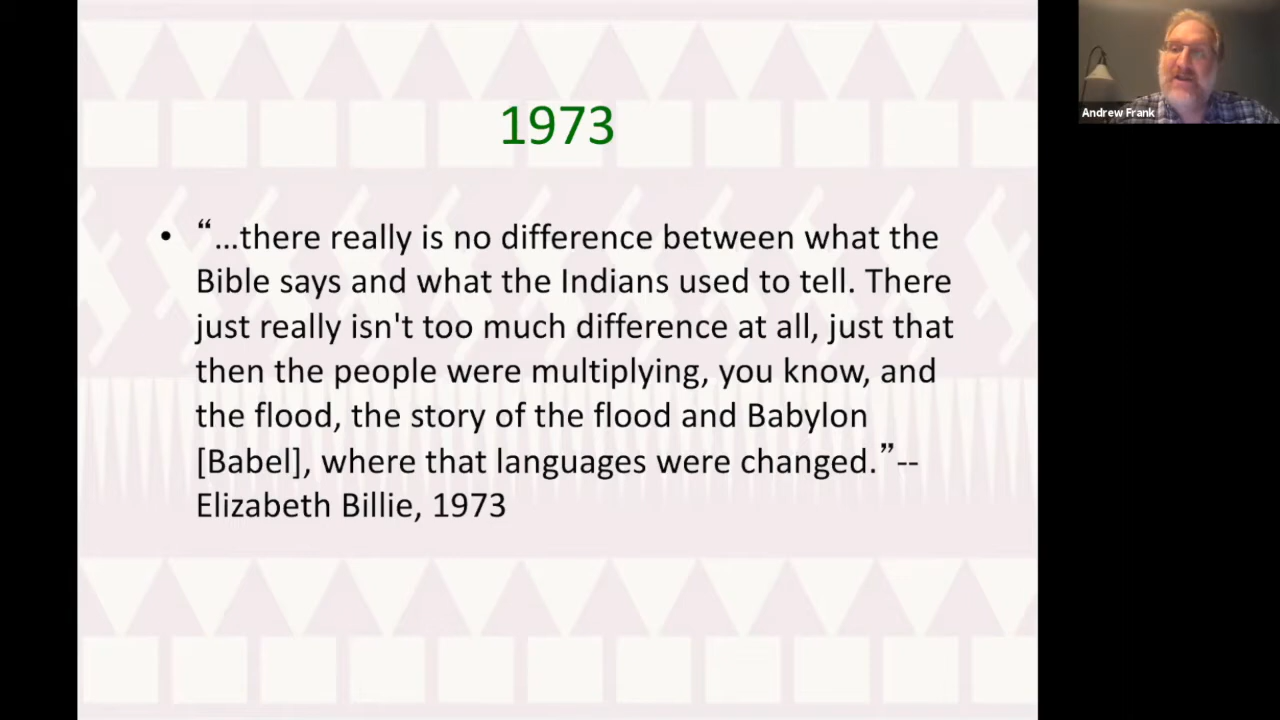 1973
• “...there really is no difference between what the
Bible says and what the Indians used to tell. There
just really isn't too much difference at all, just that
then the people were multiplying, you know, and
the flood, the story of the flood and Babylon
[Babel], where that languages were changed.”--
Elizabeth Billie, 1973
Andrew Frank